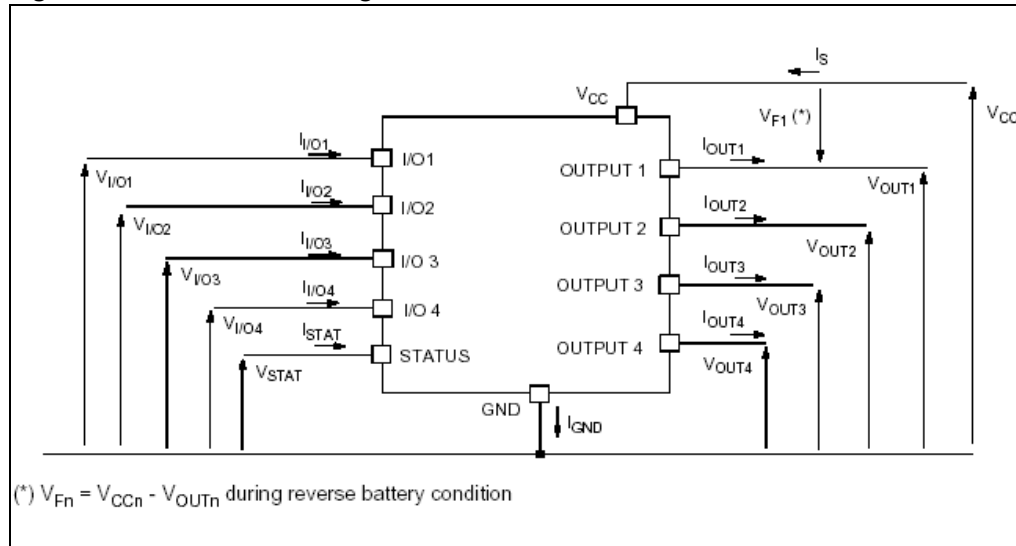 I_S
V_CC
V_F1 (*)
V_CC
I_I/O1
I/O1
V_I/O1
OUTPUT 1
I_OUT1
V_OUT1
I_I/O2
I/O2
V_I/O2
OUTPUT 2
I_OUT2
V_OUT2
I_I/O3
I/O 3
V_I/O3
OUTPUT 3
I_OUT3
V_OUT3
I_I/O4
I/O 4
V_I/O4
OUTPUT 4
I_OUT4
V_OUT4
I_STAT
STATUS
V_STAT
GND
I_GND
(*) V_Fn = V_CCn - V_OUTn during reverse battery condition